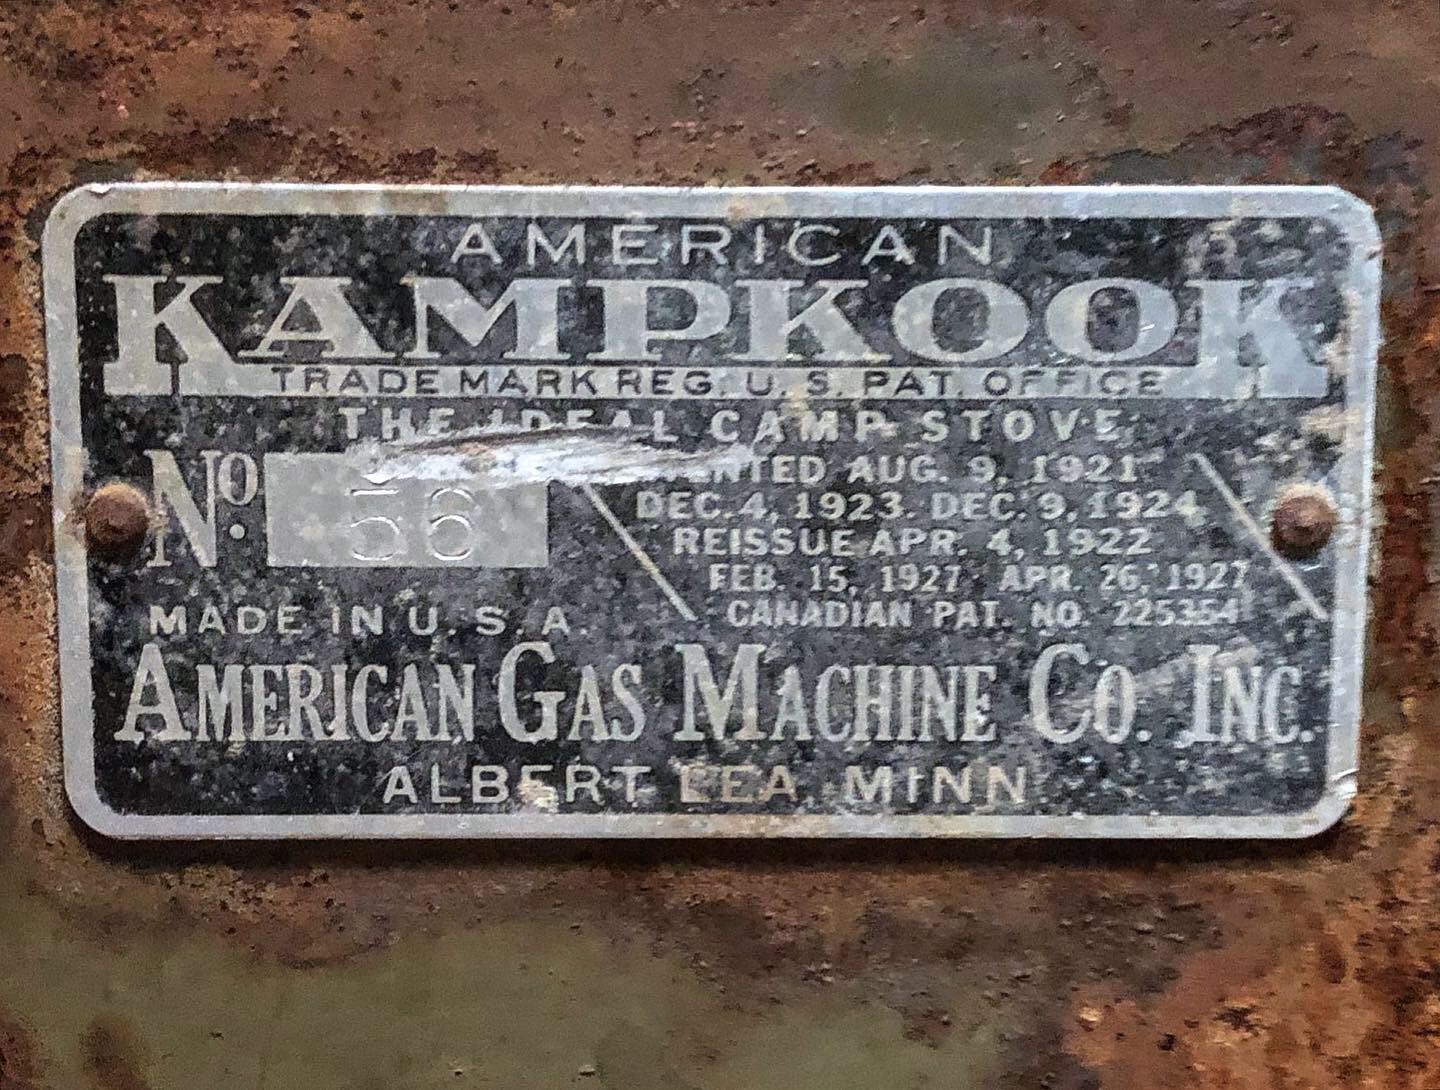 AMERICAN
KAMPKOOK
TRADE MARK REG. U. S. PAT. OFFICE
THE IDEAL CAMP STOVE
No. 56
AUG. 9, 1921
DEC. 4, 1923. DEC. 9, 1924
REISSUE APR. 4, 1922
FEB. 15, 1927 APR. 26, 1927
CANADIAN PAT. NO. 225354
MADE IN U. S. A.
AMERICAN GAS MACHINE CO. INC.
ALBERT LEA, MINN